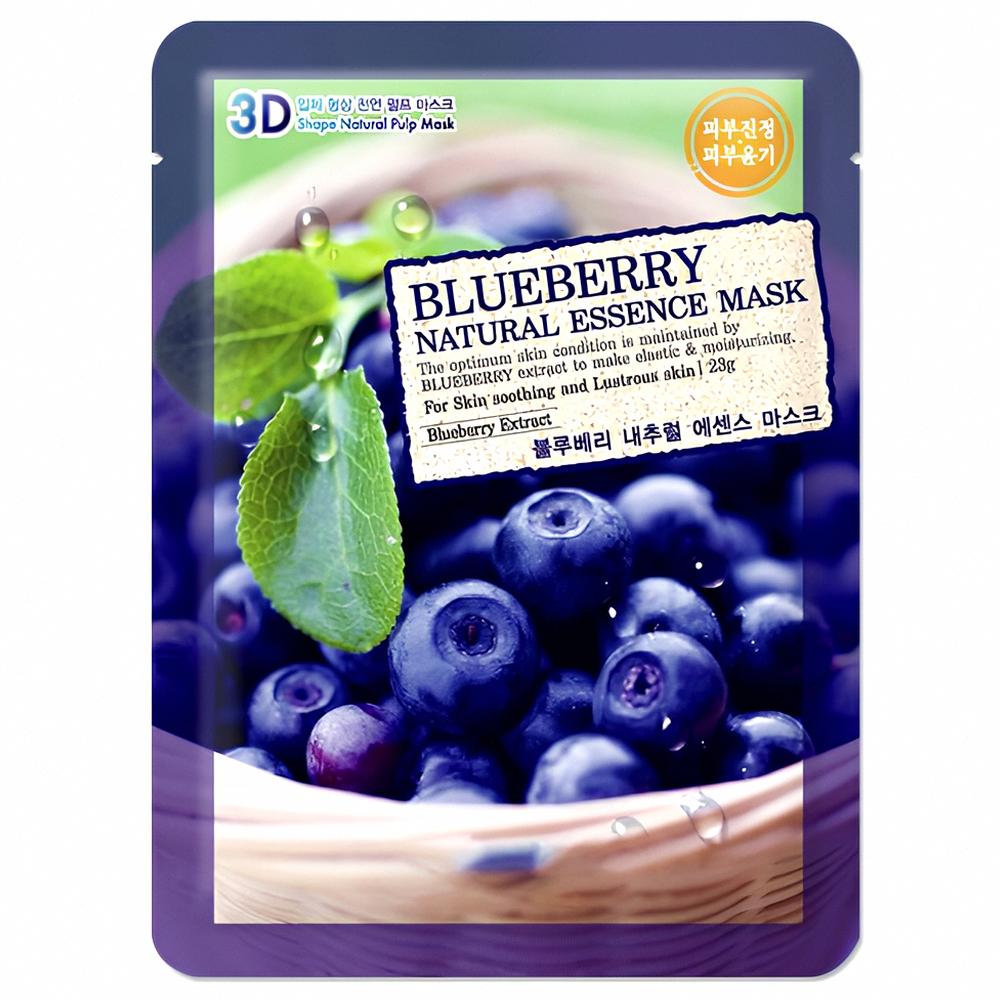 3D 입체 형상 천연 펄프 마스크
Shape Natural Pulp Mask
피부진정
피부윤기
BLUEBERRY
NATURAL ESSENCE MASK
The optimum skin condition is maintained by
BLUEBERRY extract to make elastic & moisturizing.
For Skin soothing and Lustrous skin | 23g
Blueberry Extract
블루베리 내추럴 에센스 마스크